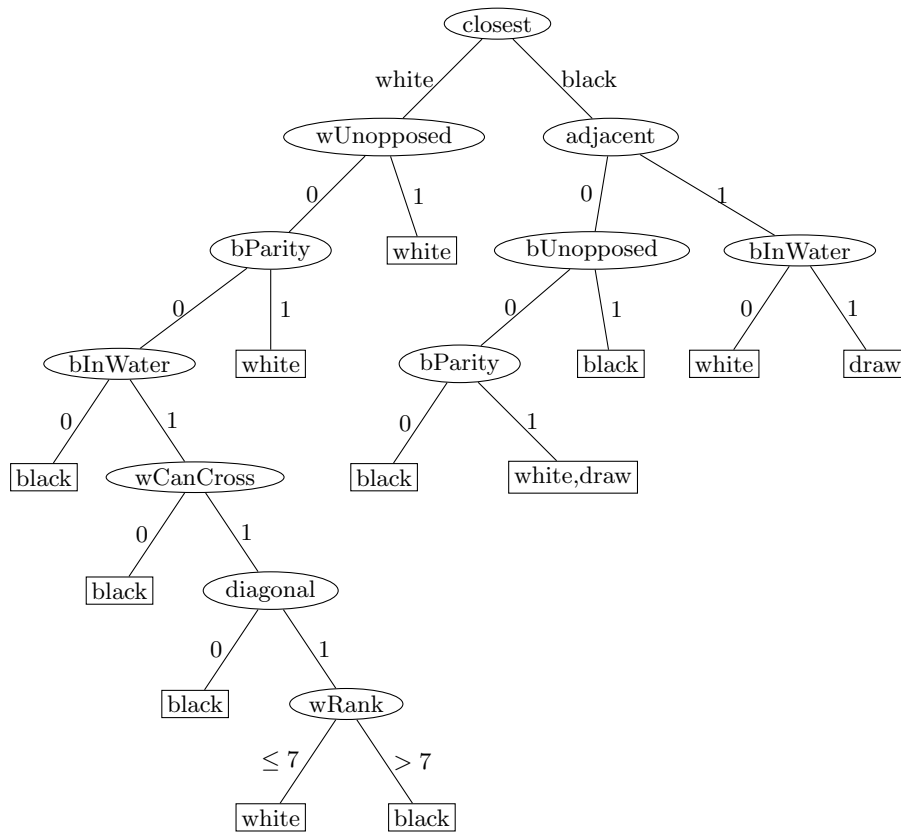 closest
white black
wUnopposed adjacent
0 1 0 1
bParity white bUnopposed bInWater
0 1 0 1 0 1
bInWater white bParity black white draw
0 1 0 1
black wCanCross black white,draw
0 1
black diagonal
0 1
black wRank
≤ 7 > 7
white black